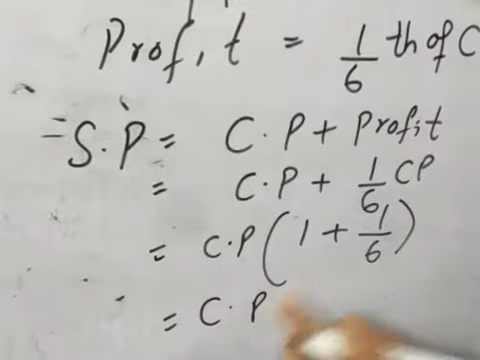 Profit = 1/6 th of C
S.P = C.P + Profit
= C.P + 1/6 CP
= C.P (1 + 1/6)
= C.P